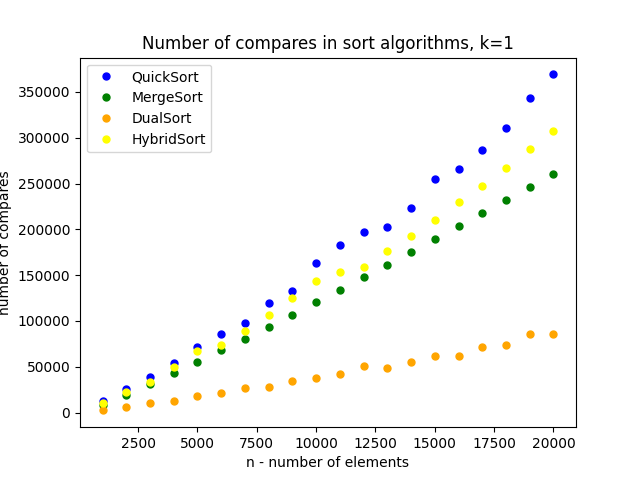 Number of compares in sort algorithms, k=1
QuickSort
MergeSort
DualSort
HybridSort
number of compares
350000
300000
250000
200000
150000
100000
50000
0
2500 5000 7500 10000 12500 15000 17500 20000
n - number of elements